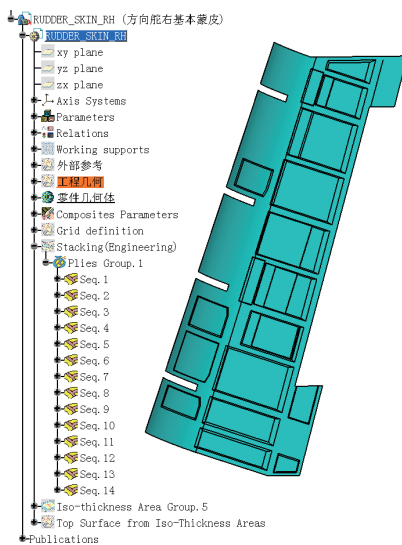 RUDDER_SKIN_RH (方向舵右基本蒙皮)
RUDDER_SKIN_RH
xy plane
yz plane
zx plane
Axis Systems
Parameters
Relations
Working supports
外部参考
工程几何
零件几何体
Composites Parameters
Grid definition
Stacking(Engineering)
Plies Group.1
Seq.1
Seq.2
Seq.3
Seq.4
Seq.5
Seq.6
Seq.7
Seq.8
Seq.9
Seq.10
Seq.11
Seq.12
Seq.13
Seq.14
Iso-thickness Area Group.5
Top Surface from Iso-Thickness Areas
Publications